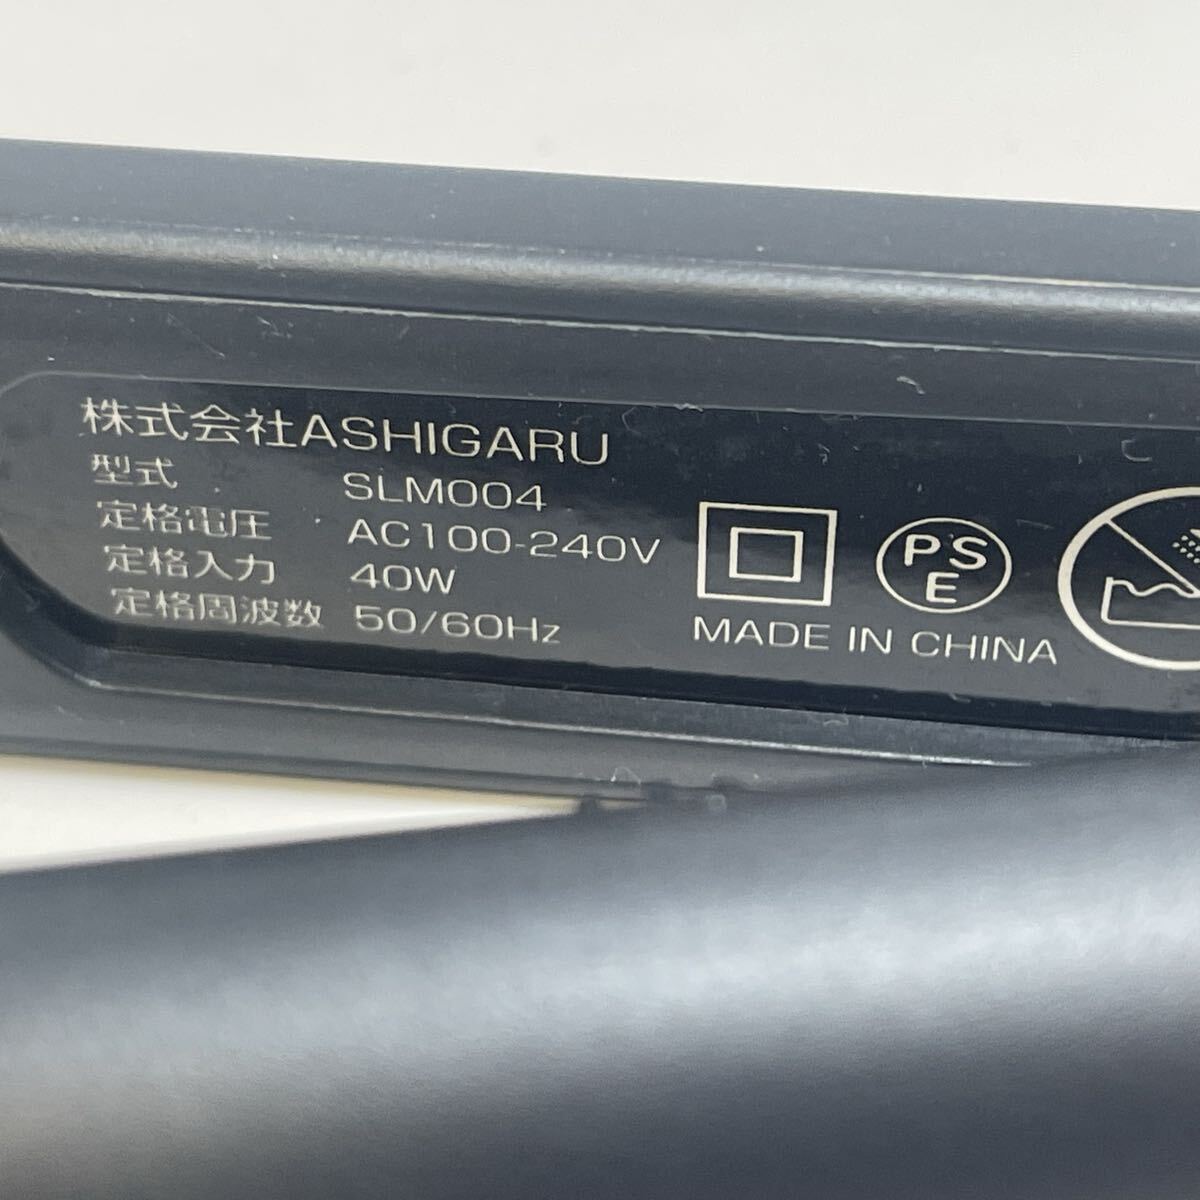 株式会社ASHIGARU
型式 SLM004
定格電圧 AC100-240V
定格入力 40W
定格周波数 50/60Hz
PS
E
MADE IN CHINA